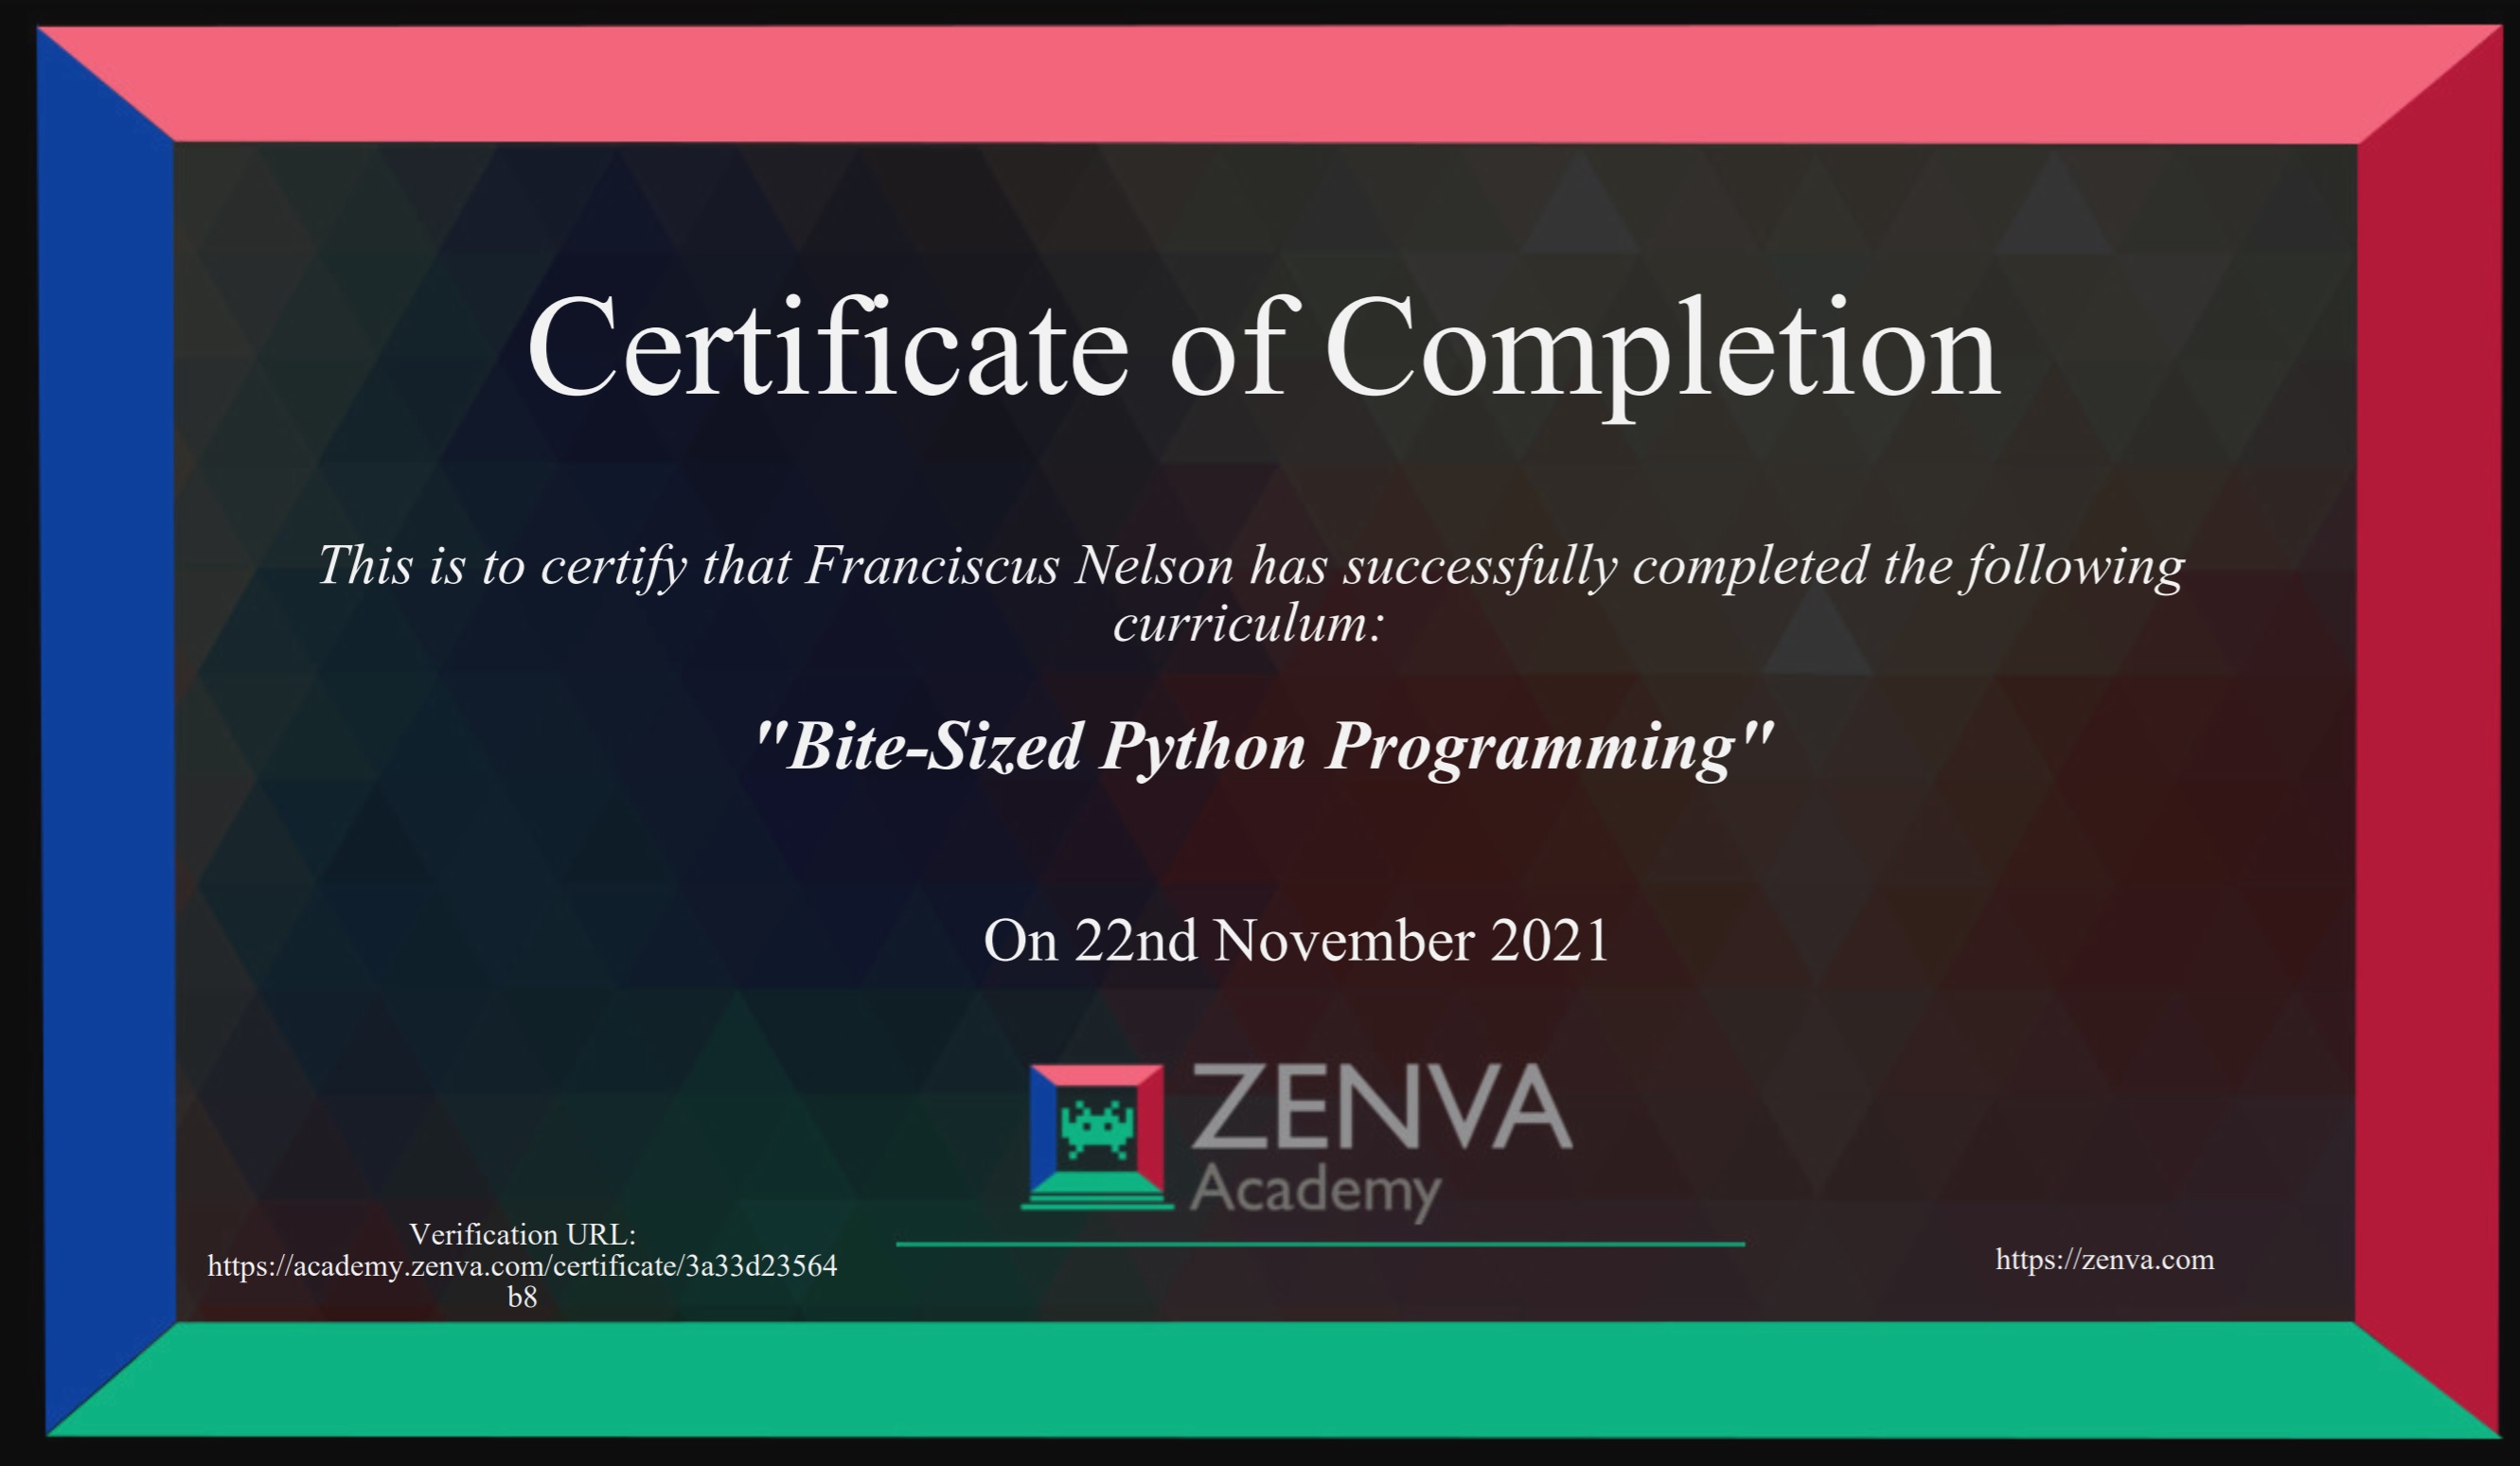 Certificate of Completion
This is to certify that Franciscus Nelson has successfully completed the following
curriculum:
"Bite-Sized Python Programming"
On 22nd November 2021
ZENVA
Academy
Verification URL:
https://academy.zenva.com/certificate/3a33d23564
b8
https://zenva.com